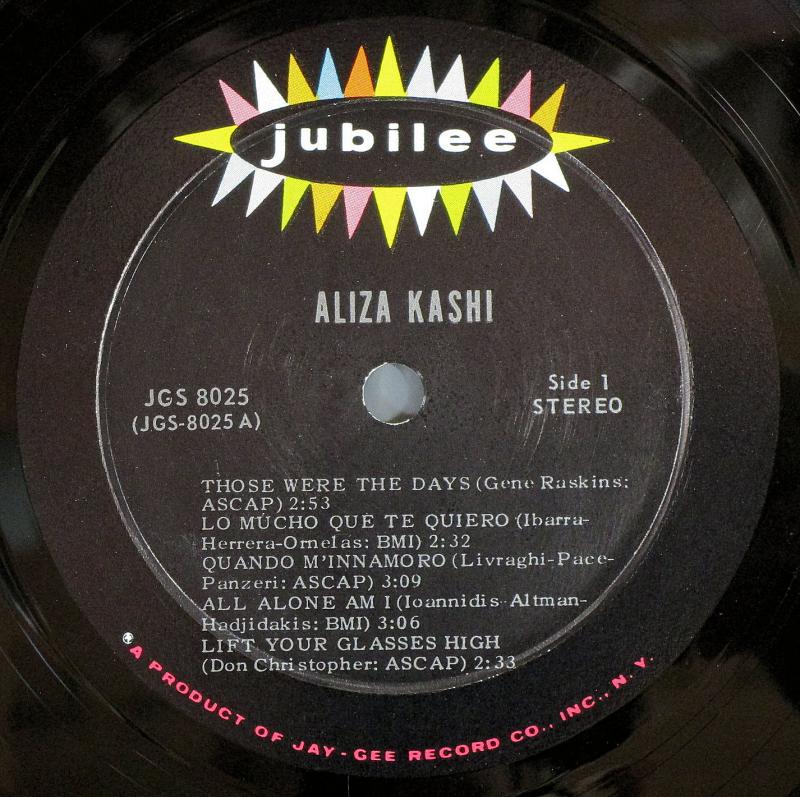 jubilee
ALIZA KASHI
JGS 8025
(JGS-8025 A)
Side 1
STEREO
THOSE WERE THE DAYS (Gene Raskins:
ASCAP) 2:53
LO MUCHO QUE TE QUIERO (Ibarra-
Herrera-Ornelas: BMI) 2:32
QUANDO M'INNAMORO (Livraghi-Pace-
Panzeri: ASCAP) 3:09
ALL ALONE AM I (Ioannidis-Altman-
Hadjidakis: BMI) 3:06
LIFT YOUR GLASSES HIGH
(Don Christopher: ASCAP) 2:33
℗ A PRODUCT OF JAY-GEE RECORD CO., INC., N. Y.